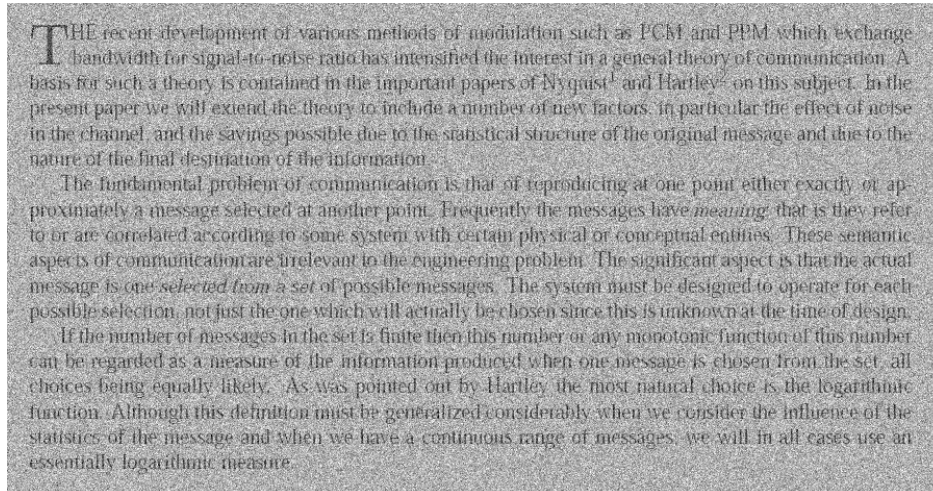 THE recent development of various methods of modulation such as PCM and PPM which exchange
bandwidth for signal-to-noise ratio has intensified the interest in a general theory of communication. A
basis for such a theory is contained in the important papers of Nyquist¹ and Hartley² on this subject. In the
present paper we will extend the theory to include a number of new factors, in particular the effect of noise
in the channel, and the savings possible due to the statistical structure of the original message and due to the
nature of the final destination of the information.
The fundamental problem of communication is that of reproducing at one point either exactly or ap-
proximately a message selected at another point. Frequently the messages have meaning; that is they refer
to or are correlated according to some system with certain physical or conceptual entities. These semantic
aspects of communication are irrelevant to the engineering problem. The significant aspect is that the actual
message is one selected from a set of possible messages. The system must be designed to operate for each
possible selection, not just the one which will actually be chosen since this is unknown at the time of design.
If the number of messages in the set is finite then this number or any monotonic function of this number
can be regarded as a measure of the information produced when one message is chosen from the set, all
choices being equally likely. As was pointed out by Hartley the most natural choice is the logarithmic
function. Although this definition must be generalized considerably when we consider the influence of the
statistics of the message and when we have a continuous range of messages, we will in all cases use an
essentially logarithmic measure.